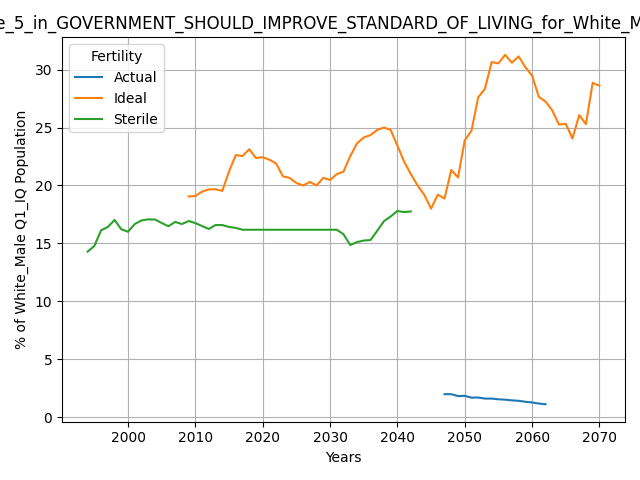 e_5_in_GOVERNMENT_SHOULD_IMPROVE_STANDARD_OF_LIVING_for_White_M
Fertility
Actual
Ideal
Sterile
% of White_Male Q1_IQ Population
30
25
20
15
10
5
0
2000 2010 2020 2030 2040 2050 2060 2070
Years